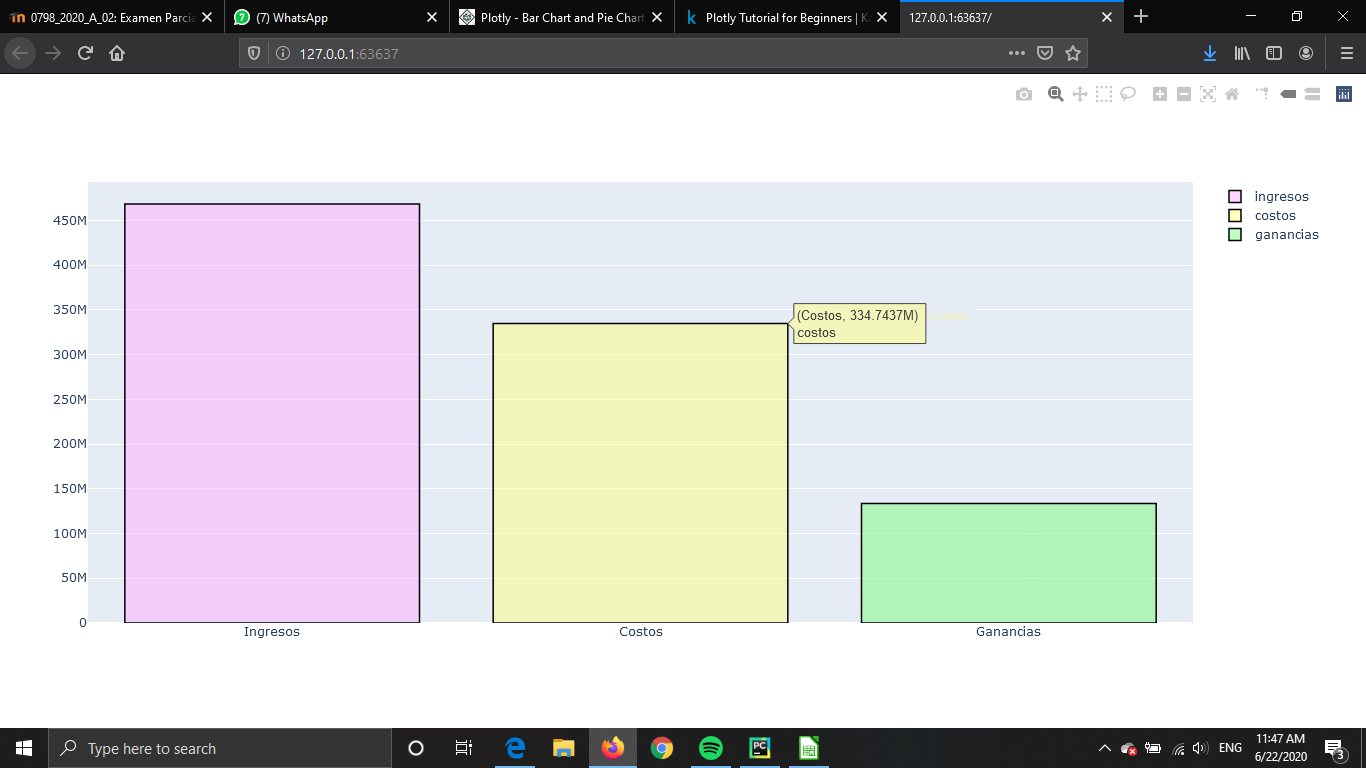 0798_2020_A_02: Examen Parcia
(7) WhatsApp
Plotly - Bar Chart and Pie Chart
Plotly Tutorial for Beginners | Ka
127.0.0.1:63637/
127.0.0.1:63637
450M
400M
350M
300M
250M
200M
150M
100M
50M
0
(Costos, 334.7437M)
costos
Ingresos
Costos
Ganancias
ingresos
costos
ganancias
Type here to search
ENG
11:47 AM
6/22/2020
3